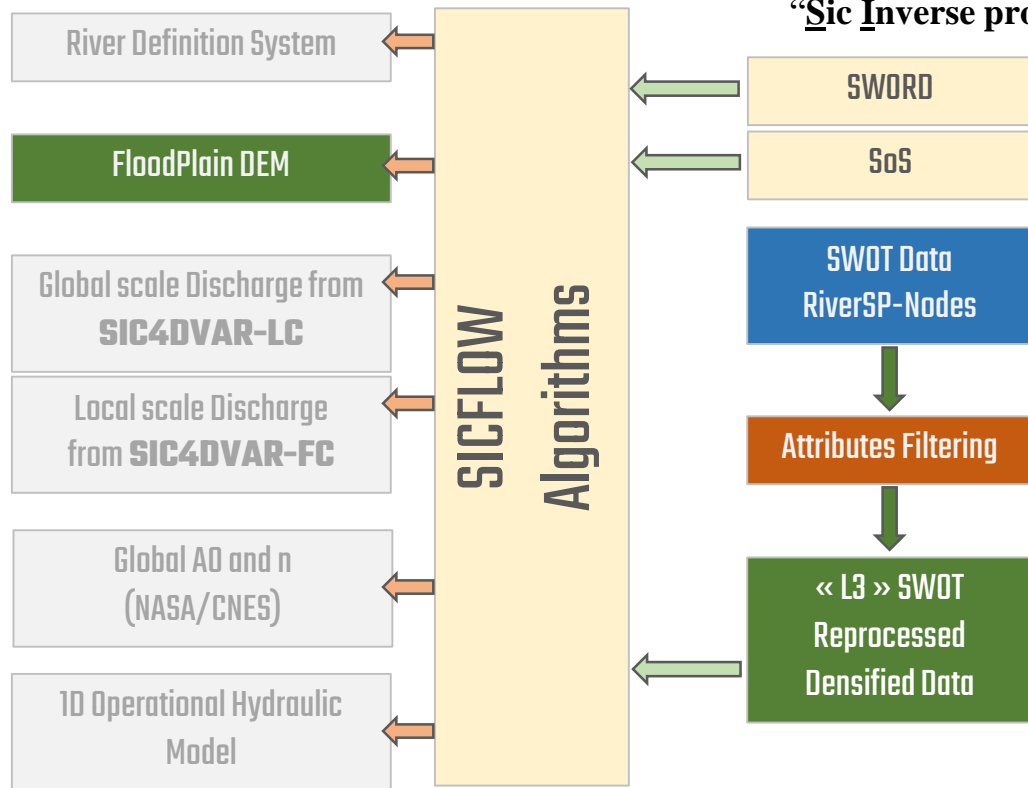 “Sic Inverse pro
River Definition System
FloodPlain DEM
Global scale Discharge from
SIC4DVAR-LC
Local scale Discharge
from SIC4DVAR-FC
Global A0 and n
(NASA/CNES)
1D Operational Hydraulic
Model
SICFLOW
Algorithms
SWORD
SoS
SWOT Data
RiverSP-Nodes
Attributes Filtering
« L3 » SWOT
Reprocessed
Densified Data